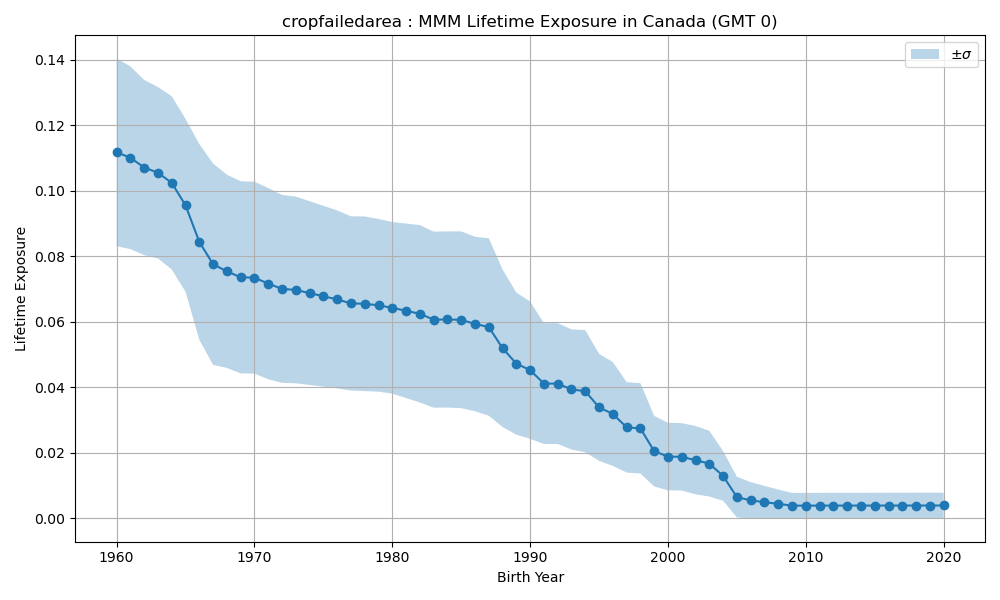 cropfailedarea : MMM Lifetime Exposure in Canada (GMT 0)
±σ
0.14
0.12
0.10
0.08
0.06
0.04
0.02
0.00
Lifetime Exposure
1960 1970 1980 1990 2000 2010 2020
Birth Year